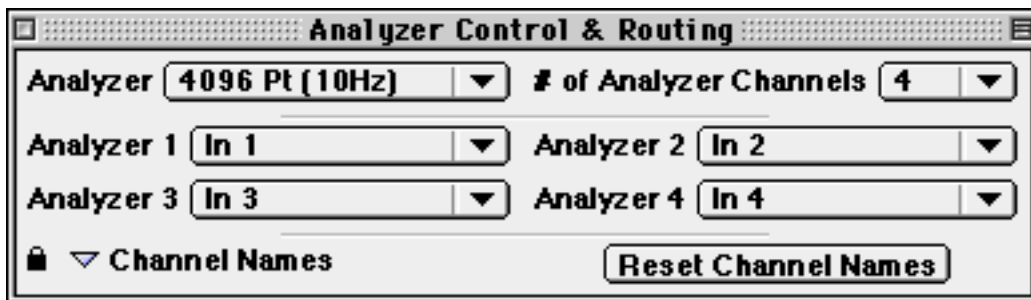 Analyzer Control & Routing
Analyzer 4096 Pt (10Hz) # of Analyzer Channels 4
Analyzer 1 In 1 Analyzer 2 In 2
Analyzer 3 In 3 Analyzer 4 In 4
Channel Names Reset Channel Names